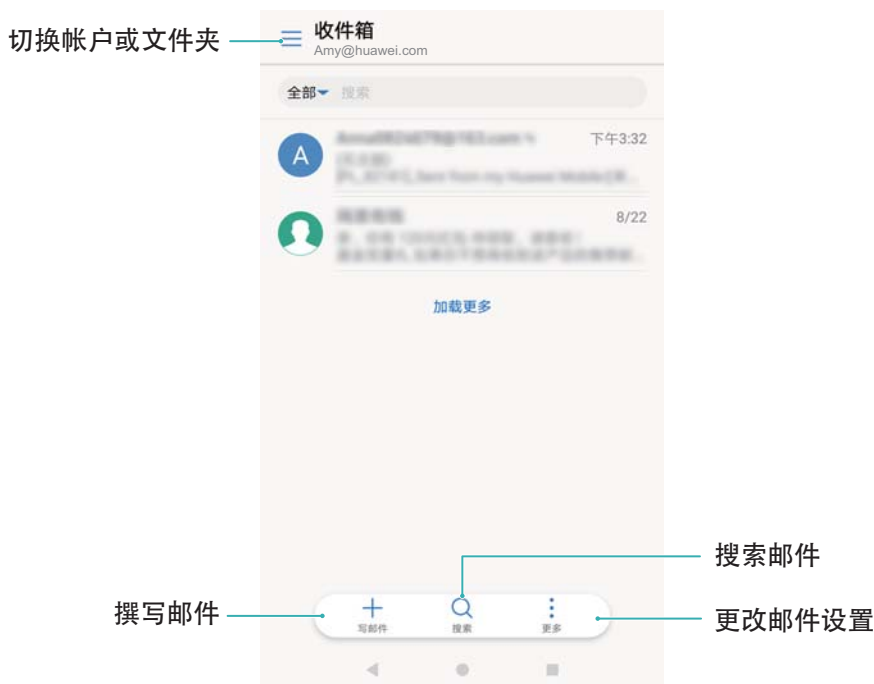 切换帐户或文件夹
收件箱
Amy@huawei.com
全部 搜索
A
下午3:32
8/22
加载更多
搜索邮件
撰写邮件
写邮件 搜索 更多
更改邮件设置